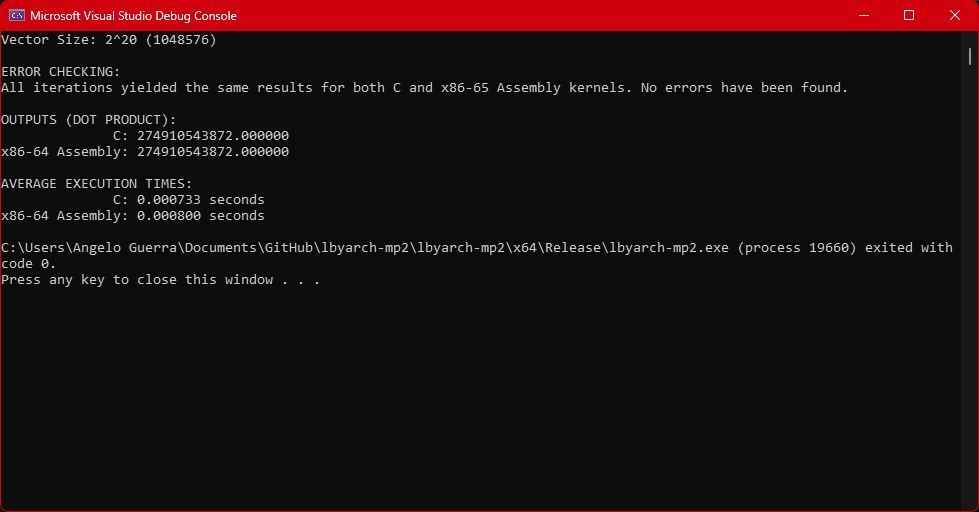 Microsoft Visual Studio Debug Console
Vector Size: 2^20 (1048576)
ERROR CHECKING:
All iterations yielded the same results for both C and x86-65 Assembly kernels. No errors have been found.
OUTPUTS (DOT PRODUCT):
C: 274910543872.000000
x86-64 Assembly: 274910543872.000000
AVERAGE EXECUTION TIMES:
C: 0.000733 seconds
x86-64 Assembly: 0.000800 seconds
C:\Users\Angelo Guerra\Documents\GitHub\lbyarch-mp2\lbyarch-mp2\x64\Release\lbyarch-mp2.exe (process 19660) exited with
code 0.
Press any key to close this window . . .